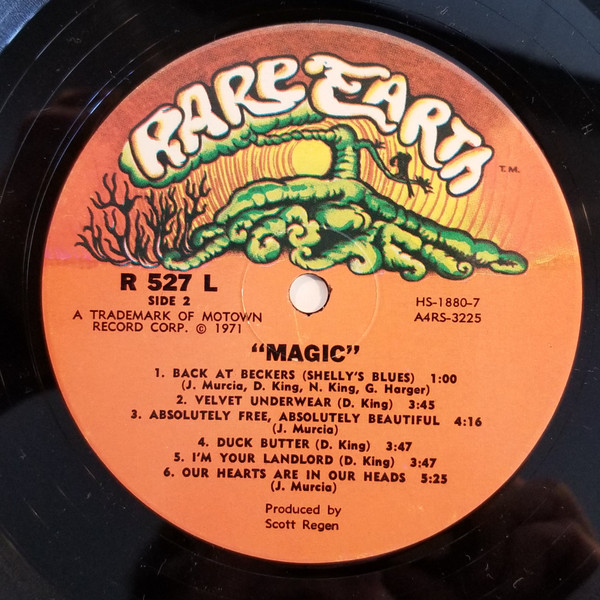 RARE EARTH
T.M.
R 527 L
SIDE 2
HS-1880-7
A TRADEMARK OF MOTOWN
A4RS-3225
RECORD CORP. © 1971
"MAGIC"
1. BACK AT BECKERS (SHELLY'S BLUES) 1:00
(J. Murcia, D. King, N. King, G. Harger)
2. VELVET UNDERWEAR (D. King) 3:45
3. ABSOLUTELY FREE, ABSOLUTELY BEAUTIFUL 4:16
(J. Murcia)
4. DUCK BUTTER (D. King) 3:47
5. I'M YOUR LANDLORD (D. King) 3:47
6. OUR HEARTS ARE IN OUR HEADS 5:25
(J. Murcia)
Produced by
Scott Regen